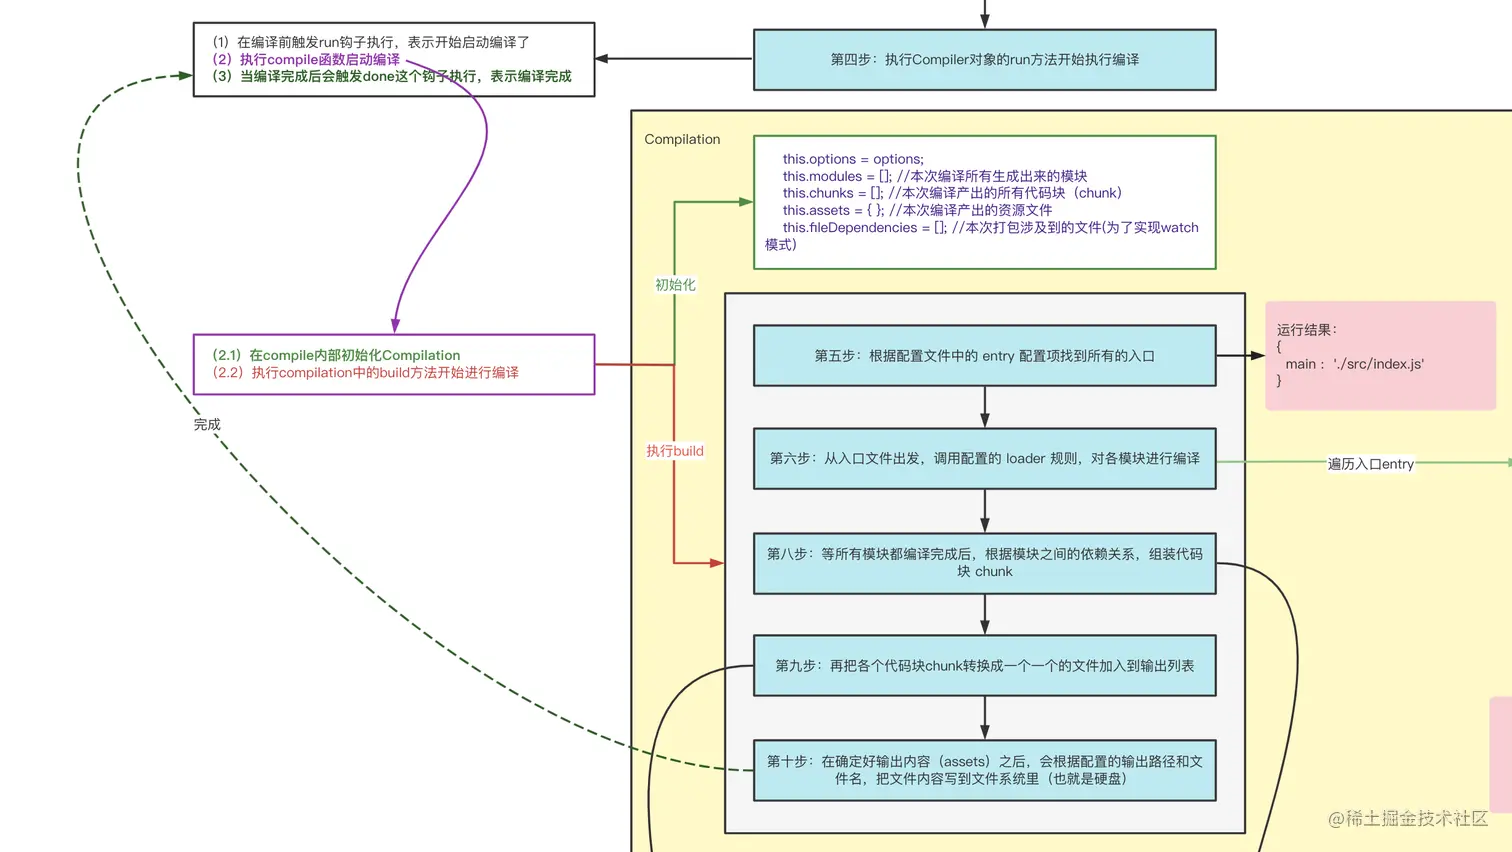 (1)在编译前触发run钩子执行，表示开始启动编译了
(2)执行compile函数启动编译
(3)当编译完成后会触发done这个钩子执行，表示编译完成
第四步：执行Compiler对象的run方法开始执行编译
Compilation
this.options = options;
this.modules = []; //本次编译所有生成出来的模块
this.chunks = []; //本次编译产出的所有代码块（chunk）
this.assets = { }; //本次编译产出的资源文件
this.fileDependencies = []; //本次打包涉及到的文件(为了实现watch
模式)
初始化
(2.1）在compile内部初始化Compilation
(2.2）执行compilation中的build方法开始进行编译
完成
执行build
第五步：根据配置文件中的 entry 配置项找到所有的入口
运行结果：
{
main： './src/index.js'
}
第六步：从入口文件出发，调用配置的 loader 规则，对各模块进行编译
遍历入口entry
第八步：等所有模块都编译完成后，根据模块之间的依赖关系，组装代码
块 chunk
第九步：再把各个代码块chunk转换成一个一个的文件加入到输出列表
第十步：在确定好输出内容（assets）之后，会根据配置的输出路径和文
件名，把文件内容写到文件系统里（也就是硬盘）
@稀土掘金技术社区